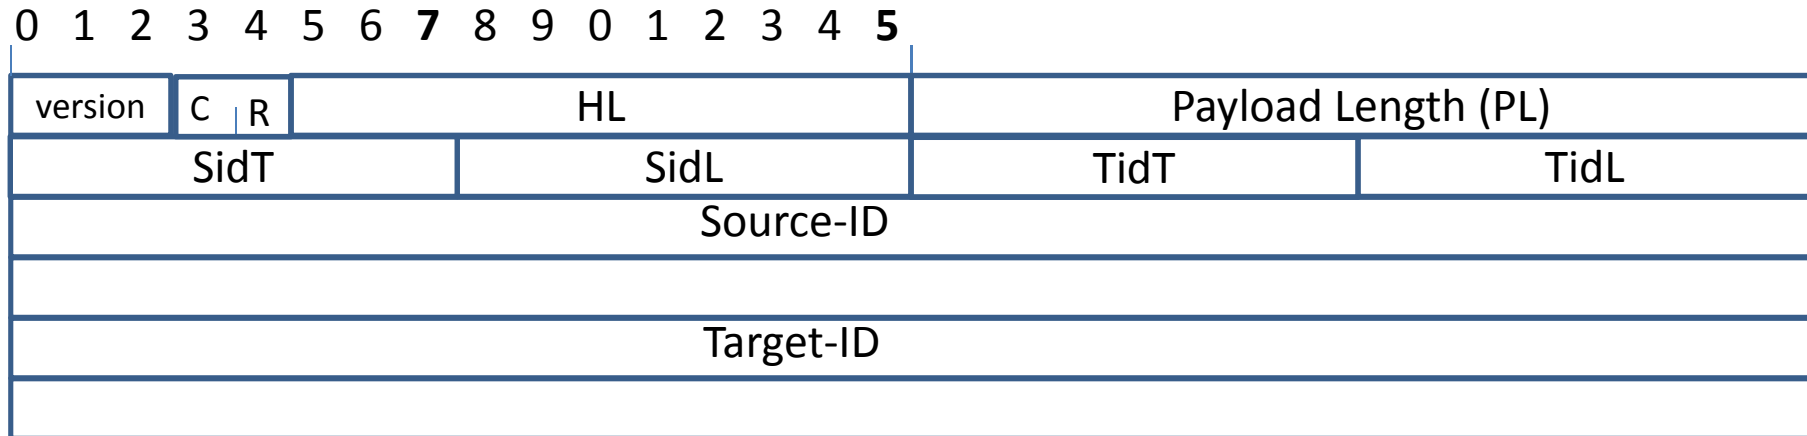 0 1 2 3 4 5 6 7 8 9 0 1 2 3 4 5
version C R HL Payload Length (PL)
SidT SidL TidT TidL
Source-ID
Target-ID